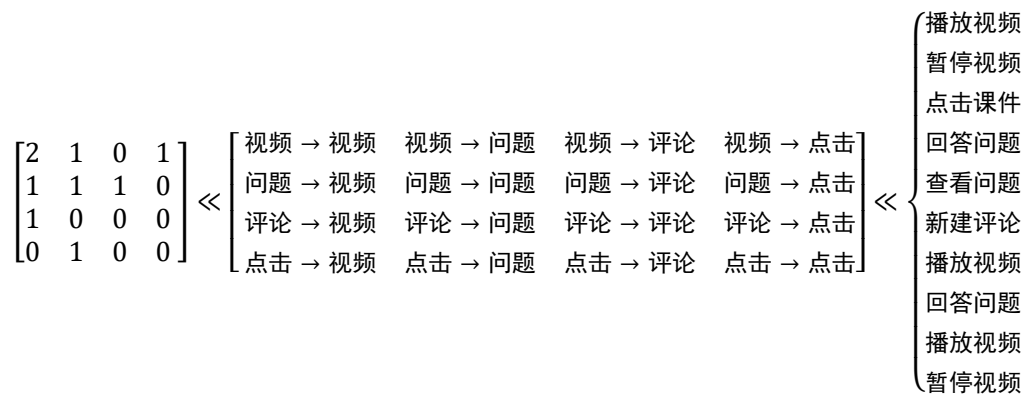 [2 1 0 1] ≪ [视频 → 视频 视频 → 问题 视频 → 评论 视频 → 点击] ≪ { 播放视频
[1 1 1 0] [问题 → 视频 问题 → 问题 问题 → 评论 问题 → 点击] 暂停视频
[1 0 0 0] [评论 → 视频 评论 → 问题 评论 → 评论 评论 → 点击] 点击课件
[0 1 0 0] [点击 → 视频 点击 → 问题 点击 → 评论 点击 → 点击] 回答问题
查看问题
新建评论
播放视频
回答问题
播放视频
暂停视频